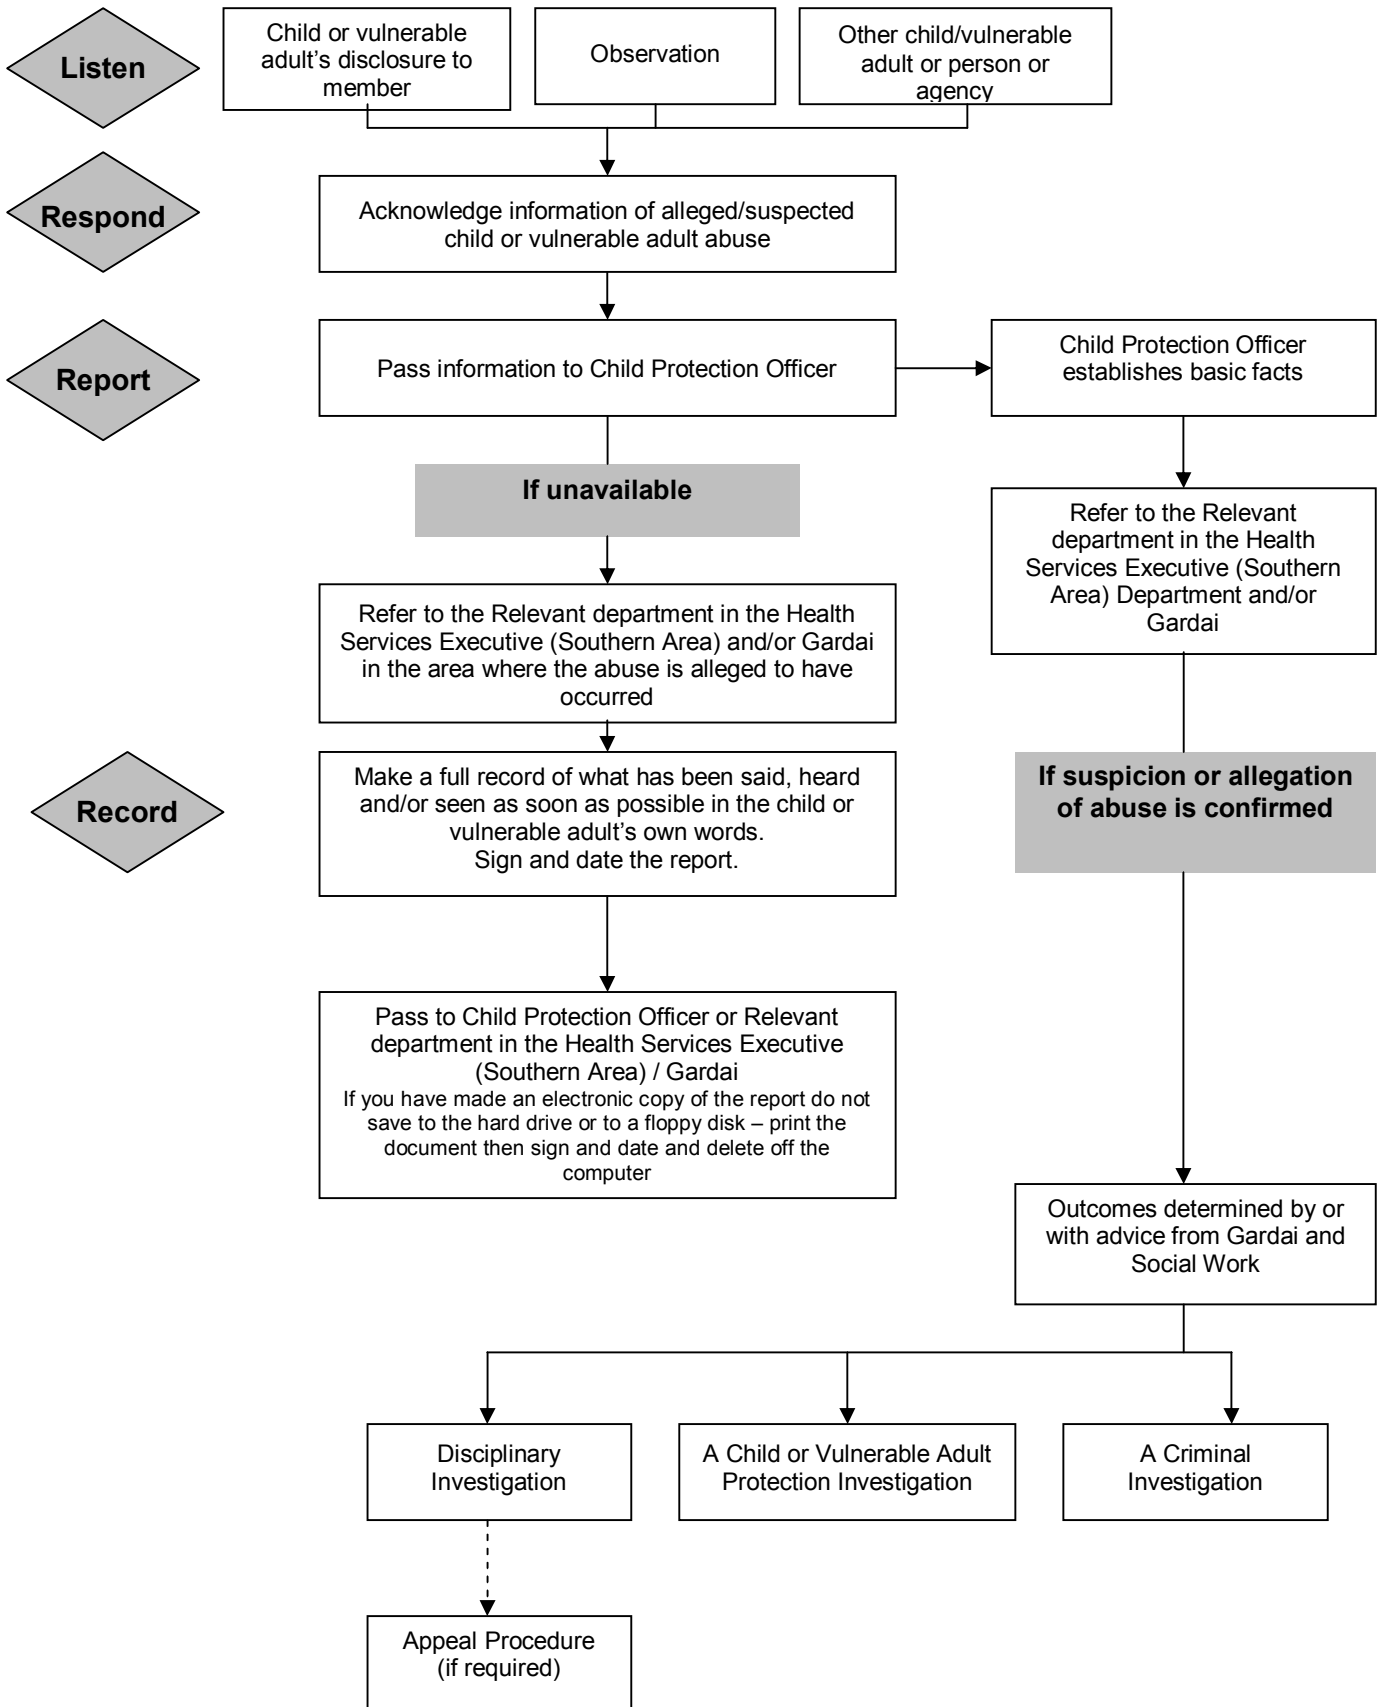 Listen
Child or vulnerable
adult's disclosure to
member
Observation
Other child/vulnerable
adult or person or
agency
Respond
Acknowledge information of alleged/suspected
child or vulnerable adult abuse
Report
Pass information to Child Protection Officer
Child Protection Officer
establishes basic facts
If unavailable
Refer to the Relevant
department in the Health
Services Executive (Southern
Area) Department and/or
Gardai
Refer to the Relevant department in the Health
Services Executive (Southern Area) and/or Gardai
in the area where the abuse is alleged to have
occurred
Record
Make a full record of what has been said, heard
and/or seen as soon as possible in the child or
vulnerable adult's own words.
Sign and date the report.
If suspicion or allegation
of abuse is confirmed
Pass to Child Protection Officer or Relevant
department in the Health Services Executive
(Southern Area) / Gardai
If you have made an electronic copy of the report do not
save to the hard drive or to a floppy disk – print the
document then sign and date and delete off the
computer
Outcomes determined by or
with advice from Gardai and
Social Work
Disciplinary
Investigation
A Child or Vulnerable Adult
Protection Investigation
A Criminal
Investigation
Appeal Procedure
(if required)